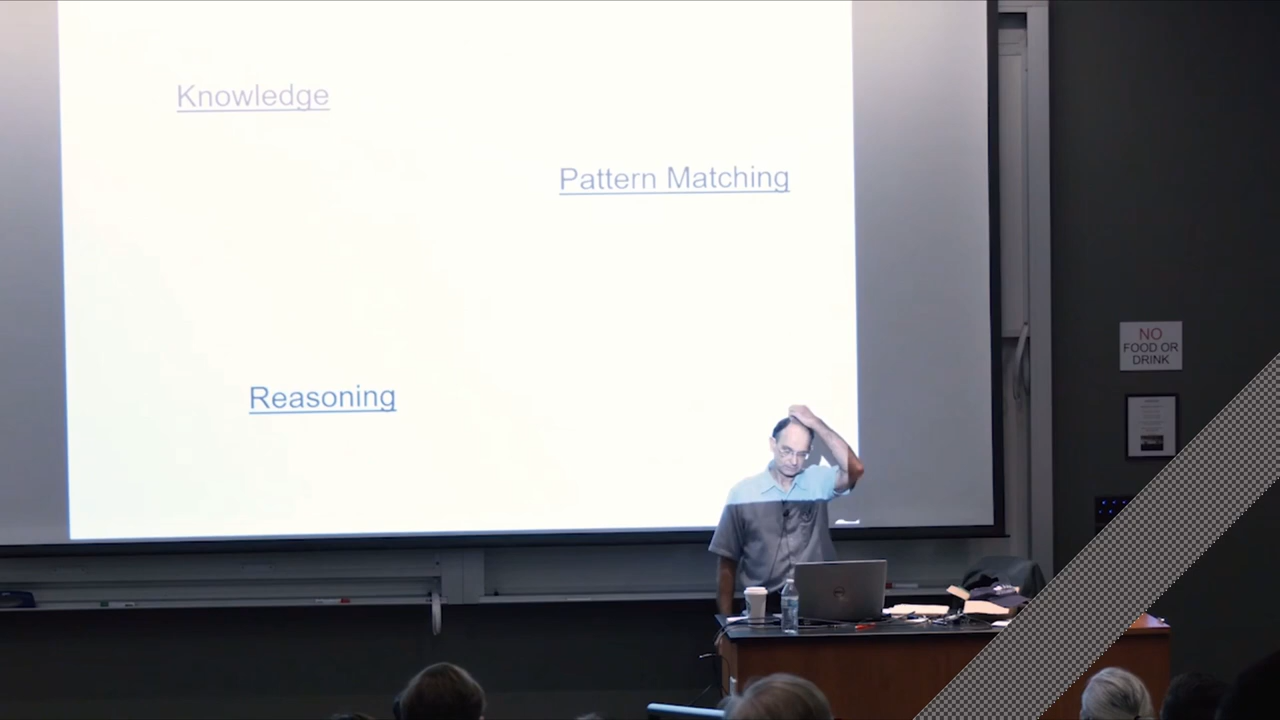 Knowledge
Pattern Matching
Reasoning
NO
FOOD OR
DRINK